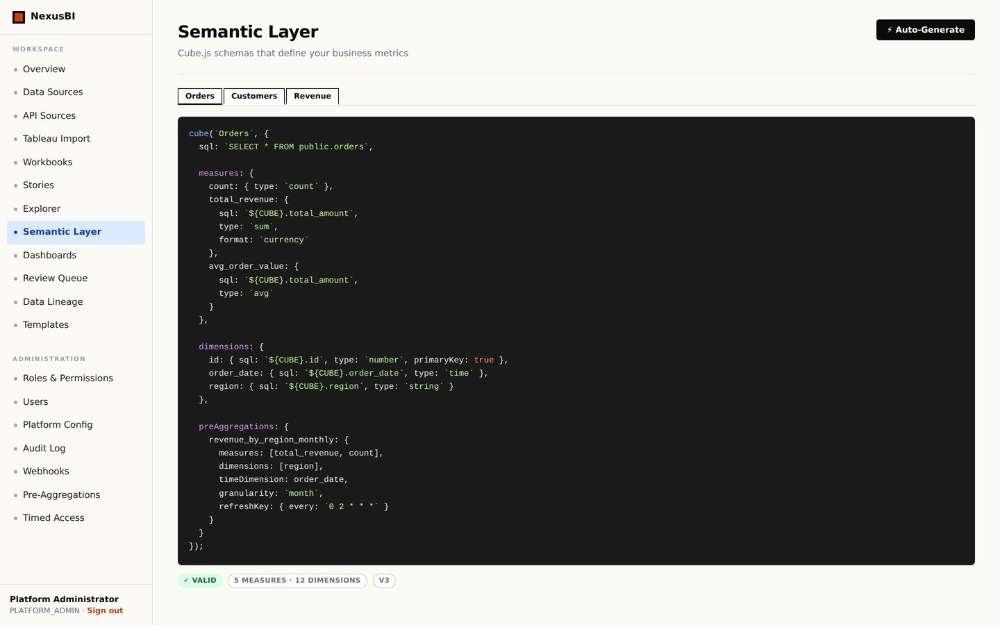 NexusBI
WORKSPACE
Overview
Data Sources
API Sources
Tableau Import
Workbooks
Stories
Explorer
Semantic Layer
Dashboards
Review Queue
Data Lineage
Templates
ADMINISTRATION
Roles & Permissions
Users
Platform Config
Audit Log
Webhooks
Pre-Aggregations
Timed Access
Platform Administrator
PLATFORM_ADMIN · Sign out
Semantic Layer
Cube.js schemas that define your business metrics
⚡ Auto-Generate
Orders Customers Revenue
cube(`Orders`, {
  sql: `SELECT * FROM public.orders`,
  measures: {
    count: { type: `count` },
    total_revenue: {
      sql: `${CUBE}.total_amount`,
      type: `sum`,
      format: `currency`
    },
    avg_order_value: {
      sql: `${CUBE}.total_amount`,
      type: `avg`
    }
  },
  dimensions: {
    id: { sql: `${CUBE}.id`, type: `number`, primaryKey: true },
    order_date: { sql: `${CUBE}.order_date`, type: `time` },
    region: { sql: `${CUBE}.region`, type: `string` }
  },
  preAggregations: {
    revenue_by_region_monthly: {
      measures: [total_revenue, count],
      dimensions: [region],
      timeDimension: order_date,
      granularity: `month`,
      refreshKey: { every: `0 2 * * *` }
    }
  }
});
✓ VALID
5 MEASURES · 12 DIMENSIONS
V3